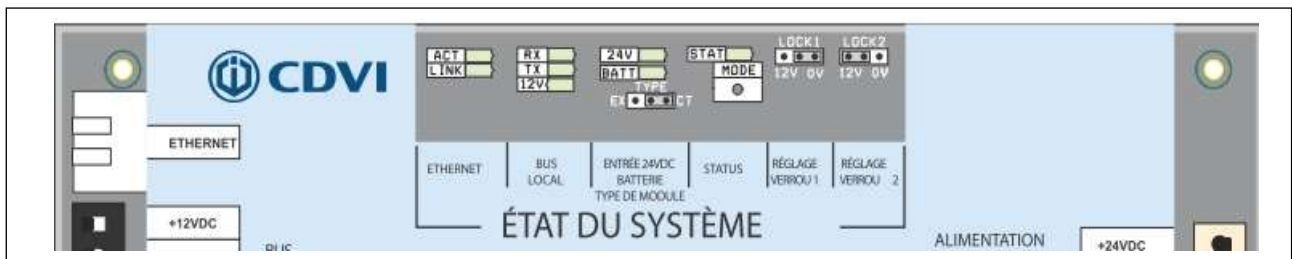 CDVI
ACT
LINK
RX
TX
12V
24V
BATT
TYPE
EX CT
STAT
MODE
LOCK1
12V 0V
LOCK2
12V 0V
ETHERNET
ETHERNET
BUS
LOCAL
ENTRÉE 24VDC
BATTERIE
TYPE DE MODULE
STATUS
RÉGLAGE
VERROU 1
RÉGLAGE
VERROU 2
ÉTAT DU SYSTÈME
+12VDC
BUS
ALIMENTATION
+24VDC